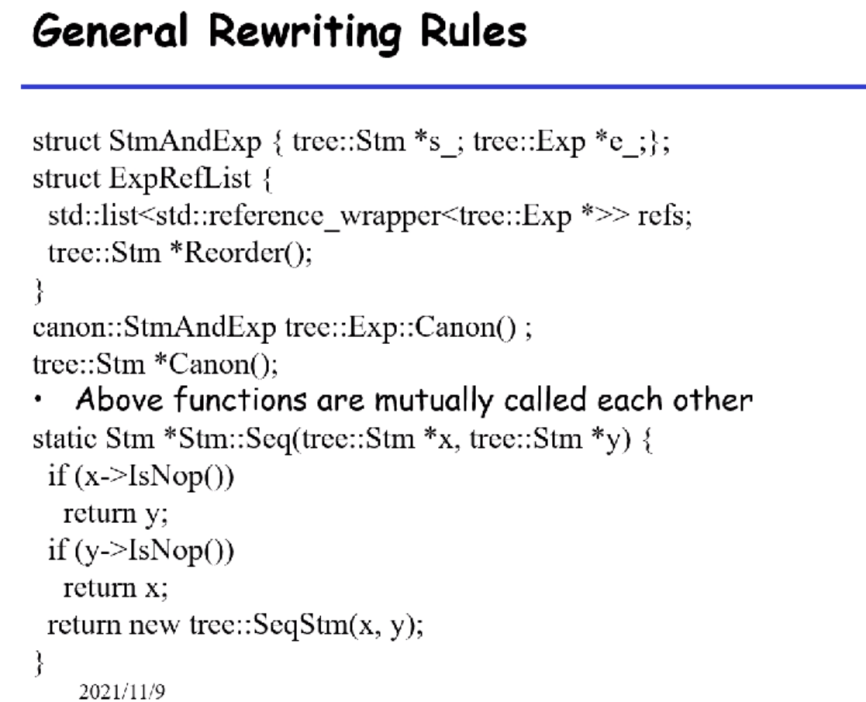 General Rewriting Rules
struct StmAndExp { tree::Stm *s_; tree::Exp *e_;};
struct ExpRefList {
std::list<std::reference_wrapper<tree::Exp *>> refs;
tree::Stm *Reorder();
}
canon::StmAndExp tree::Exp::Canon() ;
tree::Stm *Canon();
• Above functions are mutually called each other
static Stm *Stm::Seq(tree::Stm *x, tree::Stm *y) {
if (x->IsNop())
return y;
if (y->IsNop())
return x;
return new tree::SeqStm(x, y);
}
2021/11/9